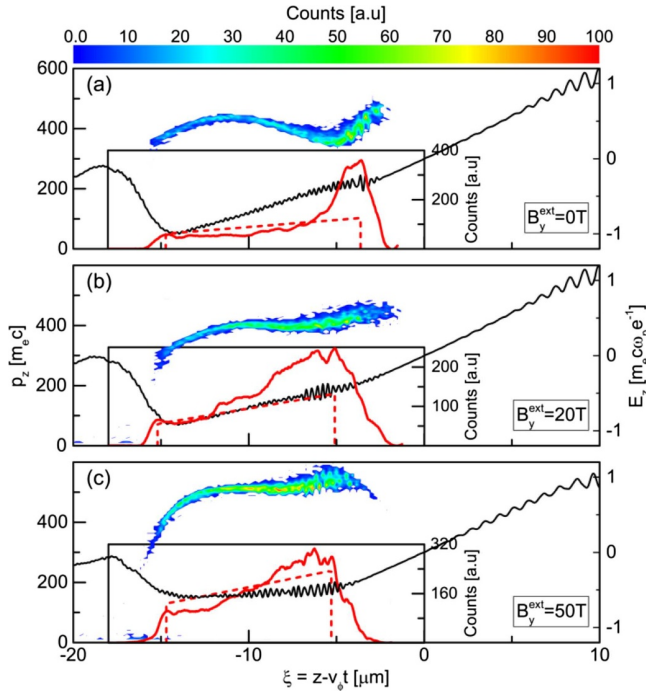 Counts [a.u]
0.0 10 20 30 40 50 60 70 80 90 100
600 (a) 1
400 400
200 200 Counts [a.u] 0
0 B_y^ext=0T -1
(b) 1
400
200 200 Counts [a.u] 0
100
0 B_y^ext=20T -1
p_z [m_e c]
E_z [m_e cω_p e^-1]
(c) 1
400
320
200 160 Counts [a.u] 0
0 B_y^ext=50T -1
-20 -10 0 10
ξ = z-v_ϕt [µm]